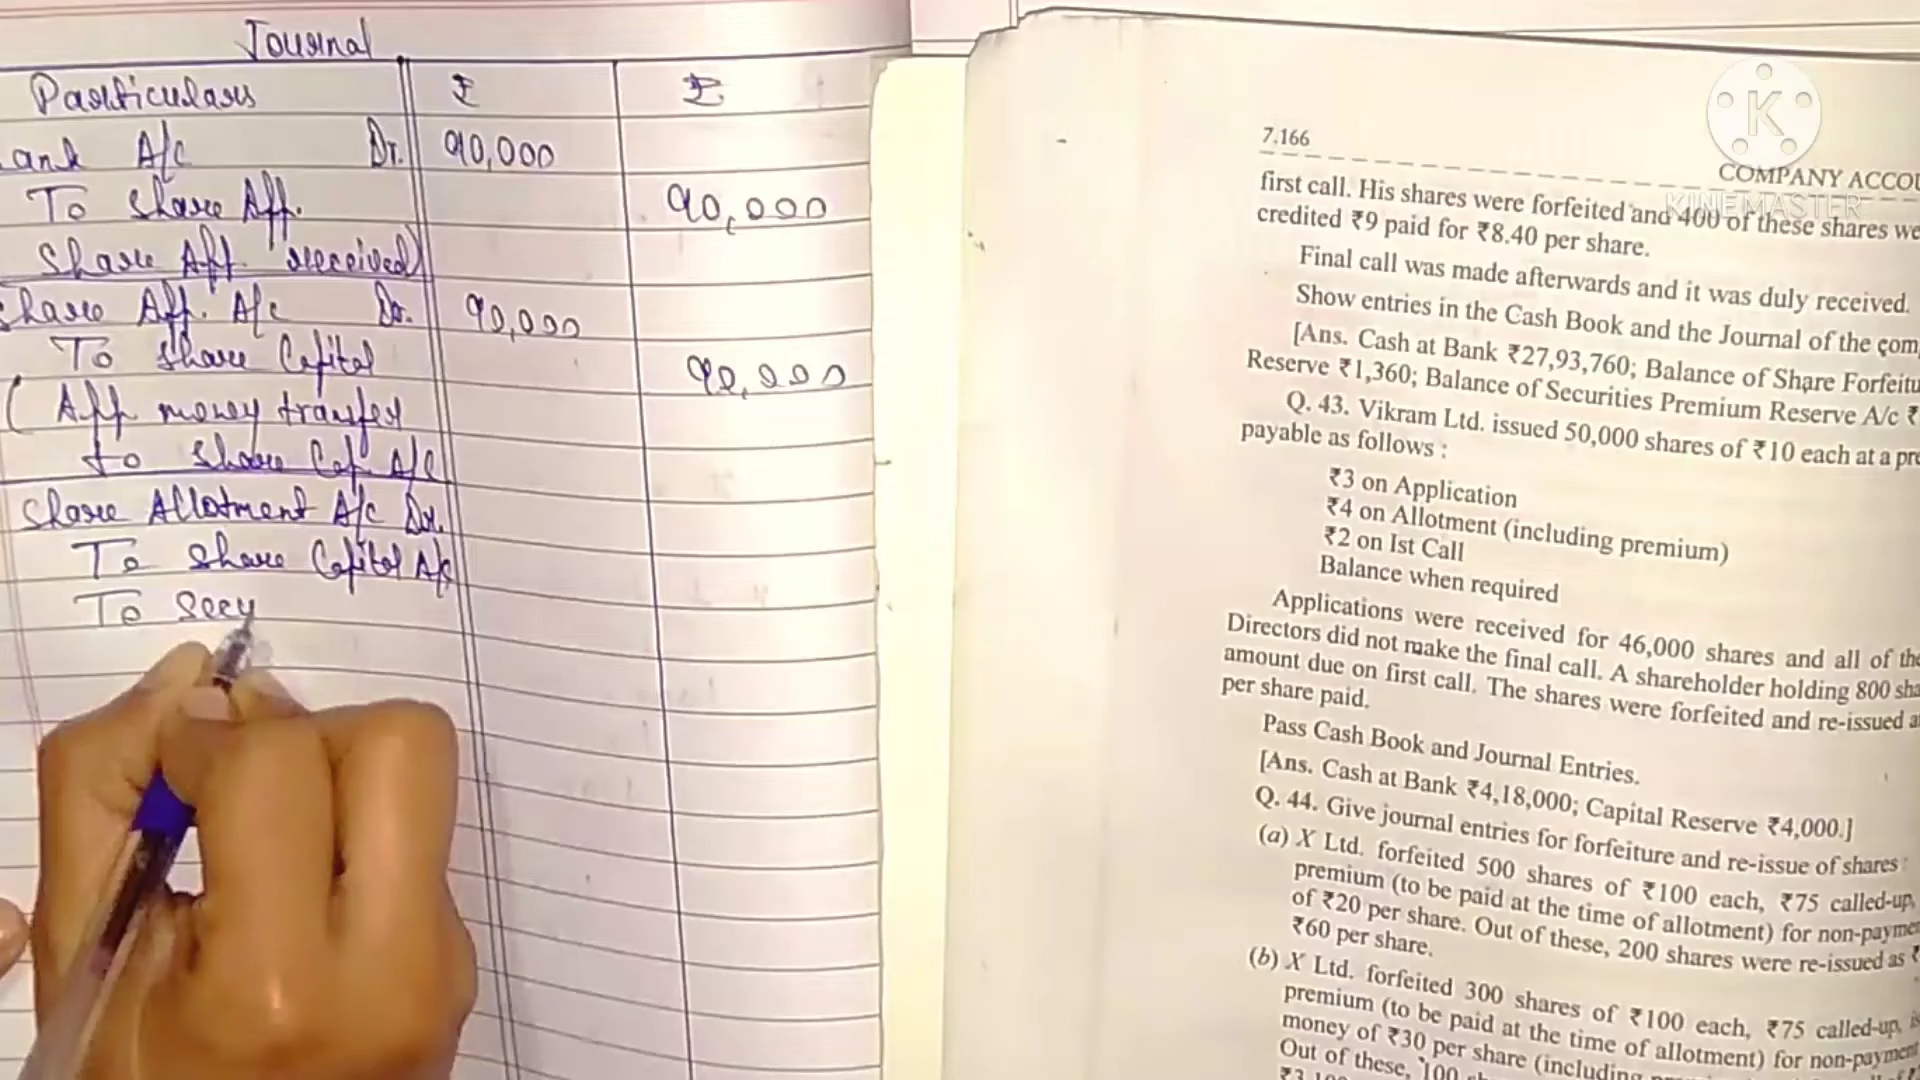 Journal
Particulars ₹ ₹
ank A/c Dr. 90,000
To Share App. 90,000
Share App. received)
Share App. A/c Dr. 90,000
To Share Capital 90,000
( App money transfer
to Share Cap A/c
Share Allotment A/c Dr.
To Share Capital A/c
To Secu
K
KINEMASTER
7.166
COMPANY ACCOU
first call. His shares were forfeited and 400 of these shares we
credited ₹9 paid for ₹8.40 per share.
Final call was made afterwards and it was duly received.
Show entries in the Cash Book and the Journal of the com
[Ans. Cash at Bank ₹27,93,760; Balance of Share Forfeitu
Reserve ₹1,360; Balance of Securities Premium Reserve A/c ₹
Q. 43. Vikram Ltd. issued 50,000 shares of ₹10 each at a pre
payable as follows :
₹3 on Application
₹4 on Allotment (including premium)
₹2 on Ist Call
Balance when required
Applications were received for 46,000 shares and all of the
Directors did not make the final call. A shareholder holding 800 sha
amount due on first call. The shares were forfeited and re-issued a
per share paid.
Pass Cash Book and Journal Entries.
[Ans. Cash at Bank ₹4,18,000; Capital Reserve ₹4,000.]
Q. 44. Give journal entries for forfeiture and re-issue of shares :
(a) X Ltd. forfeited 500 shares of ₹100 each, ₹75 called-up,
premium (to be paid at the time of allotment) for non-paymen
of ₹20 per share. Out of these, 200 shares were re-issued as ₹
₹60 per share.
(b) X Ltd. forfeited 300 shares of ₹100 each, ₹75 called-up, is
premium (to be paid at the time of allotment) for non-payment
money of ₹30 per share (including
Out of these, 100 sh
₹3,100